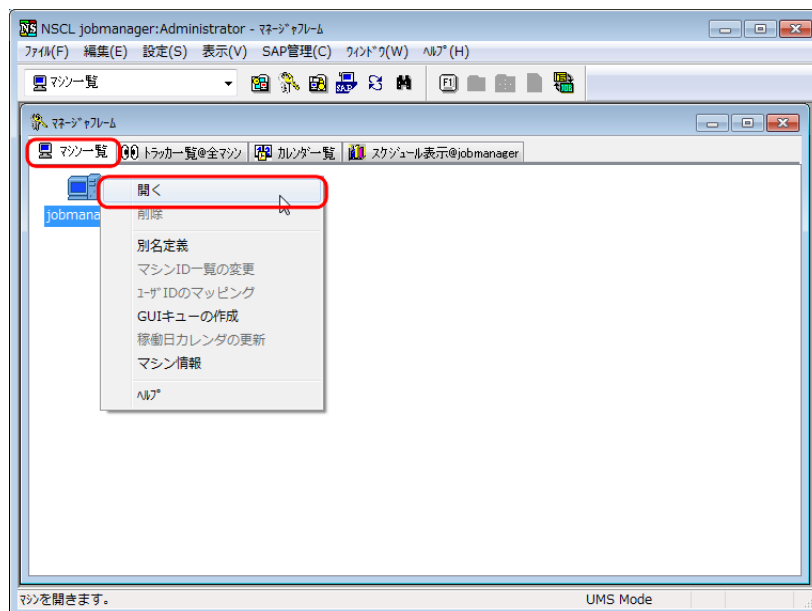 NSCL jobmanager:Administrator - ﾏﾈｰｼﾞｬﾌﾚｰﾑ
ﾌｧｲﾙ(F) 編集(E) 設定(S) 表示(V) SAP管理(C) ｳｨﾝﾄﾞｳ(W) ﾍﾙﾌﾟ(H)
ﾏｼﾝ一覧
ﾏﾈｰｼﾞｬﾌﾚｰﾑ
ﾏｼﾝ一覧 ﾄﾗｯｶ一覧@全ﾏｼﾝ ｶﾚﾝﾀﾞ一覧 ｽｹｼﾞｭｰﾙ表示@jobmanager
jobmana
開く
削除
別名定義
マシンID一覧の変更
ﾕｰｻﾞIDのマッピング
GUIキューの作成
稼働日カレンダの更新
マシン情報
ﾍﾙﾌﾟ
ﾏｼﾝを開きます。 UMS Mode